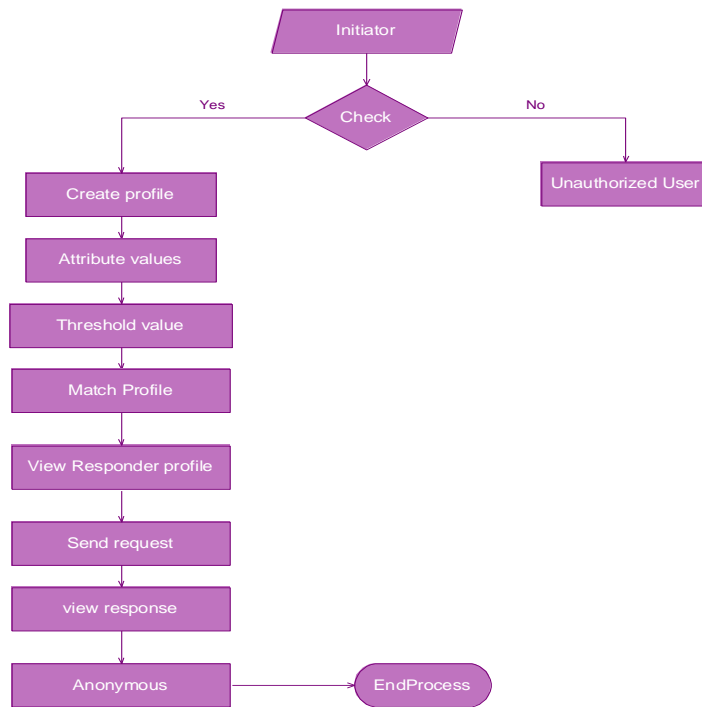 Initiator
Check
Yes
No
Create profile
Unauthorized User
Attribute values
Threshold value
Match Profile
View Responder profile
Send request
view response
Anonymous
EndProcess